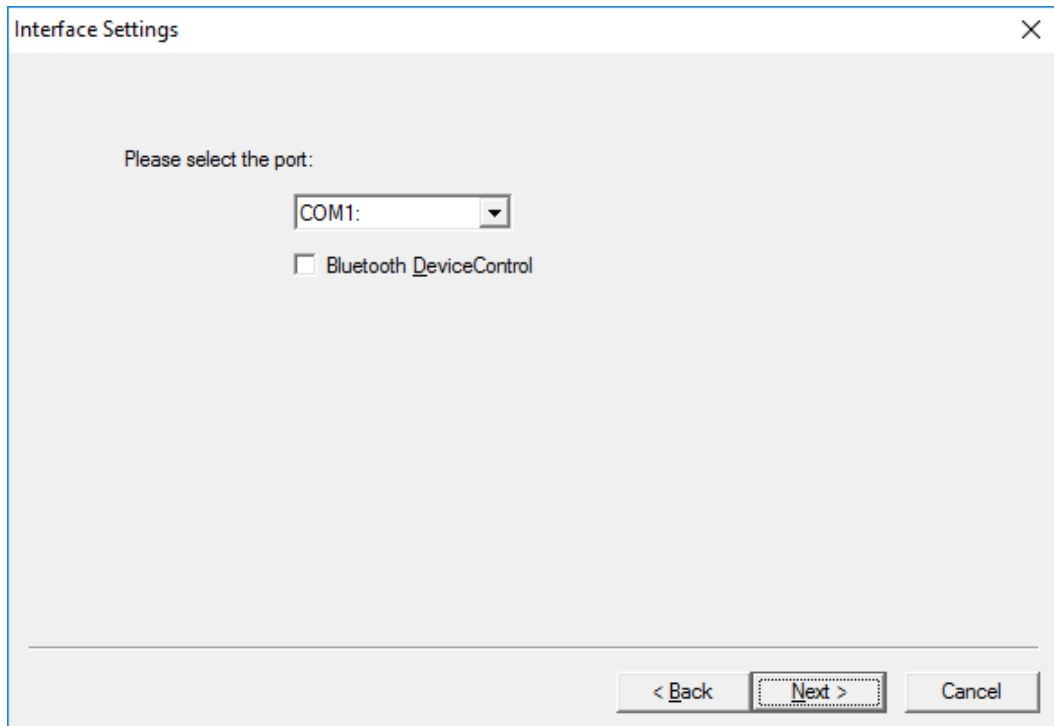 Interface Settings
Please select the port:
COM1:
Bluetooth DeviceControl
< Back Next > Cancel